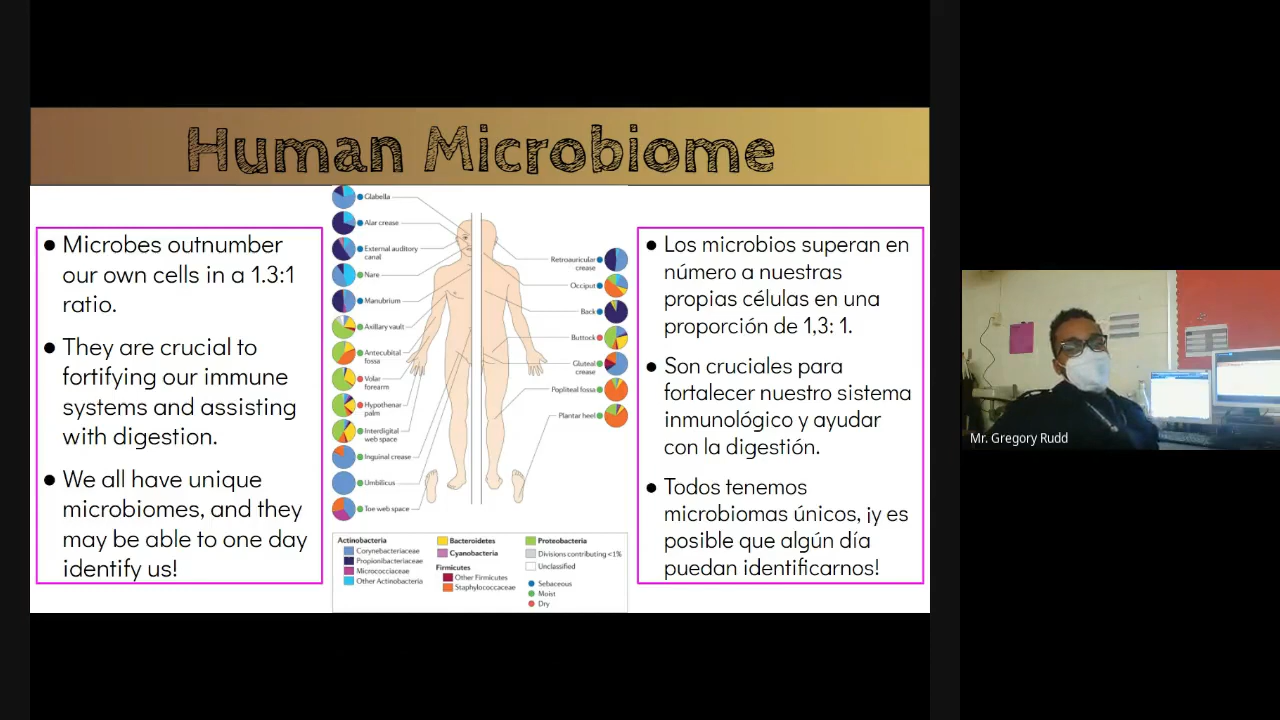 Human Microbiome
● Microbes outnumber
our own cells in a 1.3:1
ratio.
● They are crucial to
fortifying our immune
systems and assisting
with digestion.
● We all have unique
microbiomes, and they
may be able to one day
identify us!
Glabella
Alar crease
External auditory
canal
Nare
Manubrium
Axillary vault
Antecubital
fossa
Volar
forearm
Hypothenar
palm
Interdigital
web space
Inguinal crease
Umbilicus
Toe web space
Retroauricular
crease
Occiput
Back
Buttock
Gluteal
crease
Popliteal fossa
Plantar heel
Actinobacteria
Corynebacteriaceae
Propionibacteriaceae
Micrococciaceae
Other Actinobacteria
Bacteroidetes
Cyanobacteria
Firmicutes
Other Firmicutes
Staphylococcaceae
Proteobacteria
Divisions contributing <1%
Unclassified
Sebaceous
Moist
Dry
● Los microbios superan en
número a nuestras
propias células en una
proporción de 1,3: 1.
● Son cruciales para
fortalecer nuestro sistema
inmunológico y ayudar
con la digestión.
● Todos tenemos
microbiomas únicos, ¡y es
posible que algún día
puedan identificarnos!
Mr. Gregory Rudd